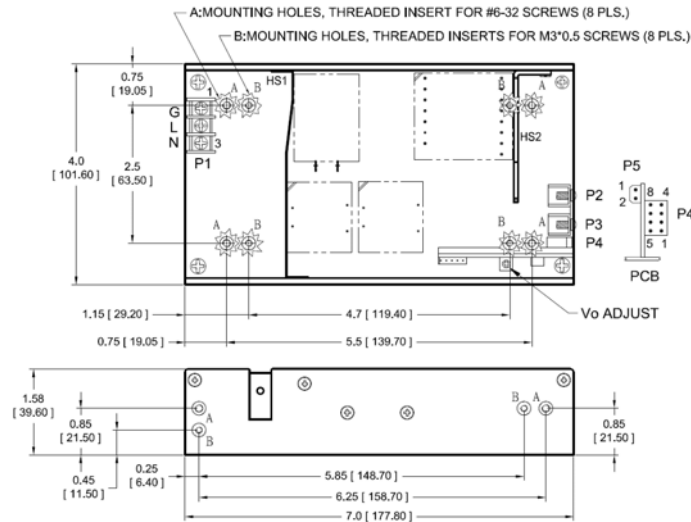 A:MOUNTING HOLES, THREADED INSERT FOR #6-32 SCREWS (8 PLS.)
B:MOUNTING HOLES, THREADED INSERTS FOR M3*0.5 SCREWS (8 PLS.)
0.75
[ 19.05]
4.0
[ 101.60]
2.5
[ 63.50]
G
L
N
1
3
P1
A
B
HS1
B
A
HS2
A
B
B
A
P2
P3
P4
P5
1
2
8 4
5 1
P4
PCB
Vo ADJUST
1.15 [ 29.20 ]
4.7 [ 119.40 ]
0.75 [ 19.05 ]
5.5 [ 139.70 ]
1.58
[ 39.60 ]
0.85
[ 21.50 ]
0.45
[ 11.50 ]
A
B
B
A
0.85
[ 21.50 ]
0.25
[ 6.40 ]
5.85 [ 148.70 ]
6.25 [ 158.70 ]
7.0 [ 177.80 ]